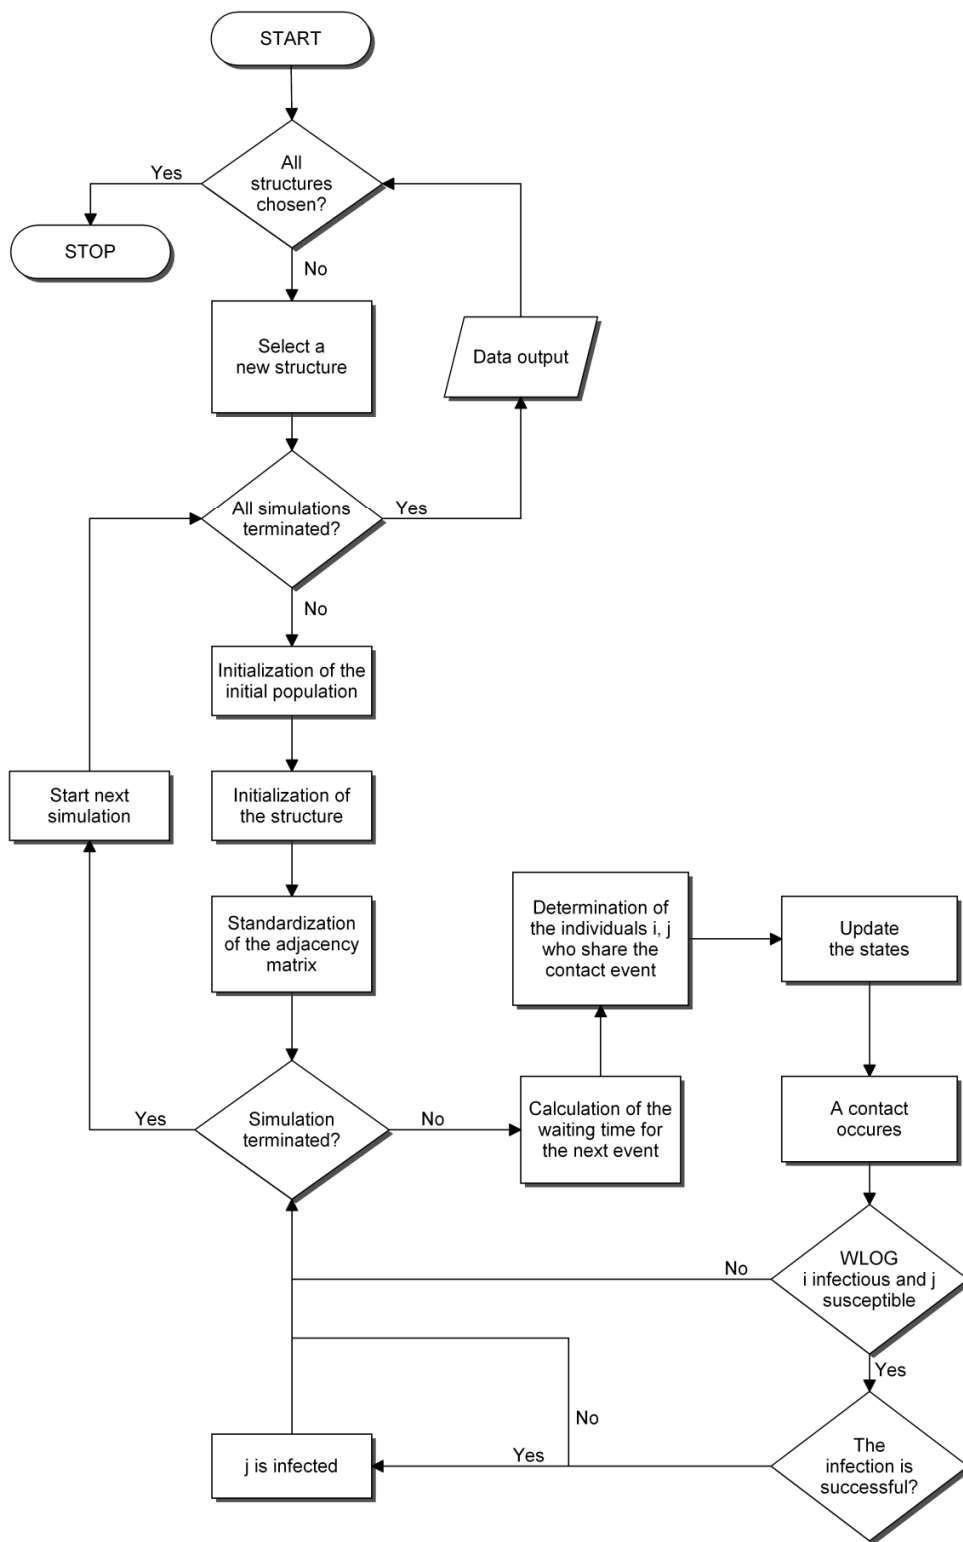 START
All
structures
chosen?
Yes
STOP
No
Select a
new structure
Data output
All simulations
terminated?
Yes
No
Initialization of the
initial population
Start next
simulation
Initialization of
the structure
Standardization
of the adjacency
matrix
Determination of
the individuals i, j
who share the
contact event
Update
the states
Yes
Simulation
terminated?
No
Calculation of the
waiting time for
the next event
A contact
occures
No
WLOG
i infectious and j
susceptible
Yes
No
j is infected
Yes
The
infection is
successful?